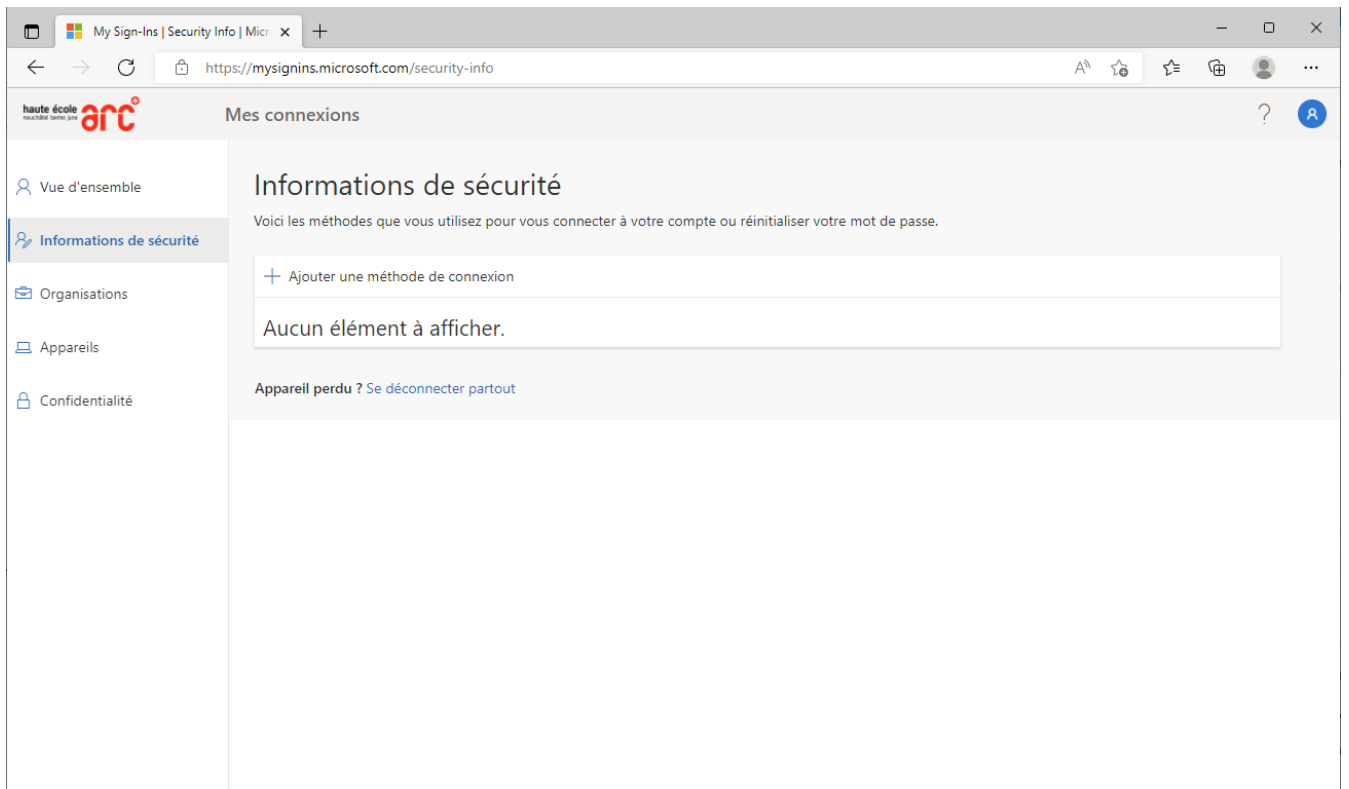 My Sign-Ins | Security Info | Micr
https://mysignins.microsoft.com/security-info
haute école arc
neuchâtel berne jura
Mes connexions
?
A
Vue d'ensemble
Informations de sécurité
Organisations
Appareils
Confidentialité
Informations de sécurité
Voici les méthodes que vous utilisez pour vous connecter à votre compte ou réinitialiser votre mot de passe.
Ajouter une méthode de connexion
Aucun élément à afficher.
Appareil perdu ? Se déconnecter partout